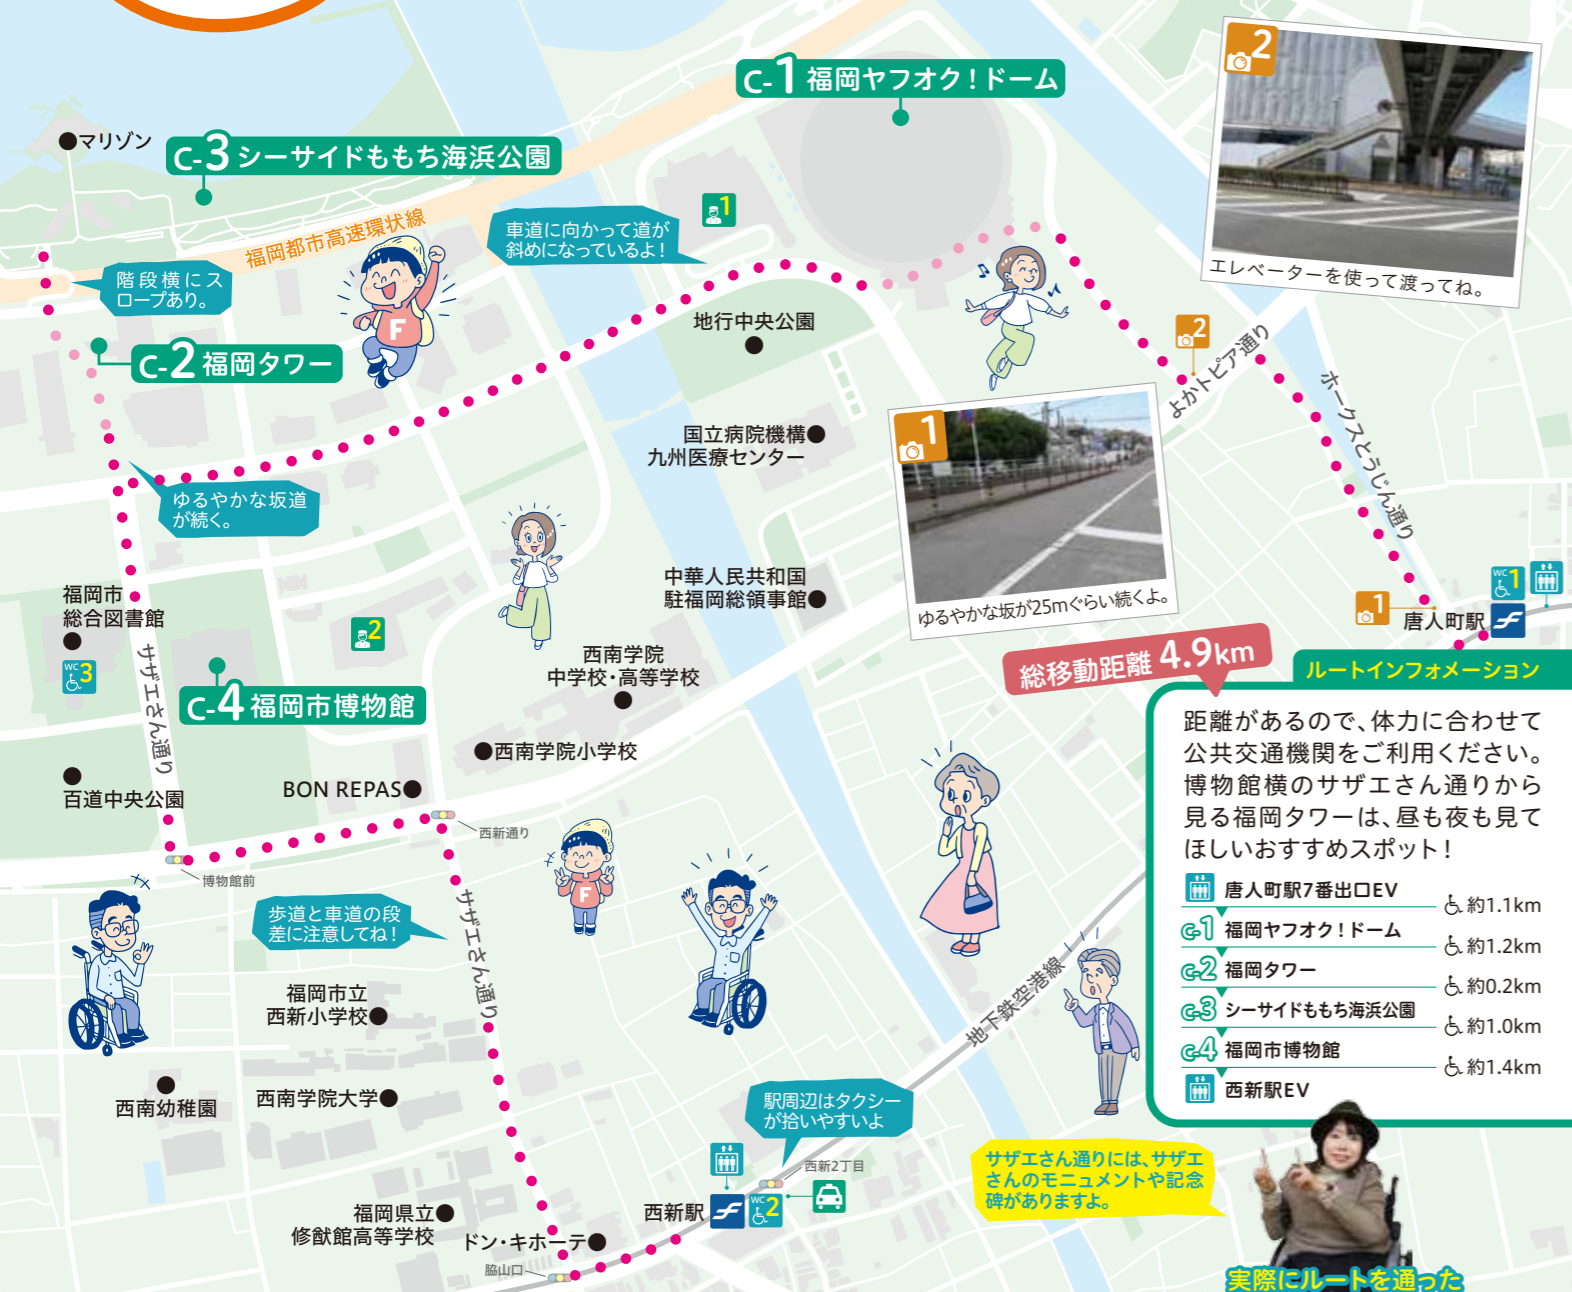 C-1 福岡ヤフオク！ドーム
2
エレベーターを使って渡ってね。
●マリゾン
C-3 シーサイドももち海浜公園
福岡都市高速環状線
1
車道に向かって道が
斜めになっているよ！
階段横にス
ロープあり。
C-2 福岡タワー
F
地行中央公園
2
よかトピア通り
ホークスとうじん通り
国立病院機構
九州医療センター
1
ゆるやかな坂が25mぐらい続くよ。
ゆるやかな坂道
が続く。
福岡市
総合図書館
WC
3
サザエさん通り
2
C-4 福岡市博物館
中華人民共和国
駐福岡総領事館
西南学院
中学校・高等学校
●西南学院小学校
1
唐人町駅
WC
1
百道中央公園
BON REPAS
西新通り
博物館前
歩道と車道の段
差に注意してね！
サザエさん通り
F
福岡市立
西新小学校
西南幼稚園
西南学院大学
地下鉄空港線
駅周辺はタクシー
が拾いやすいよ
西新2丁目
西新駅
WC
2
福岡県立
修猷館高等学校
ドン・キホーテ
脇山口
総移動距離 4.9km
ルートインフォメーション
距離があるので、体力に合わせて
公共交通機関をご利用ください。
博物館横のサザエさん通りから
見る福岡タワーは、昼も夜も見て
ほしいおすすめスポット！
唐人町駅7番出口EV
約1.1km
C-1 福岡ヤフオク！ドーム
約1.2km
C-2 福岡タワー
約0.2km
C-3 シーサイドももち海浜公園
約1.0km
C-4 福岡市博物館
約1.4km
西新駅EV
サザエさん通りには、サザエ
さんのモニュメントや記念
碑がありますよ。
実際にルートを通った